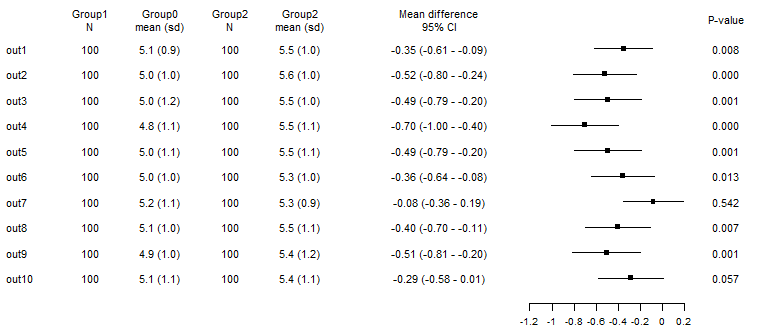 Group1 Group0 Group2 Group2 Mean difference
N mean (sd) N mean (sd) 95% CI P-value
out1 100 5.1 (0.9) 100 5.5 (1.0) -0.35 (-0.61 - -0.09) 0.008
out2 100 5.0 (1.0) 100 5.6 (1.0) -0.52 (-0.80 - -0.24) 0.000
out3 100 5.0 (1.2) 100 5.5 (1.0) -0.49 (-0.79 - -0.20) 0.001
out4 100 4.8 (1.1) 100 5.5 (1.1) -0.70 (-1.00 - -0.40) 0.000
out5 100 5.0 (1.1) 100 5.5 (1.1) -0.49 (-0.79 - -0.20) 0.001
out6 100 5.0 (1.0) 100 5.3 (1.0) -0.36 (-0.64 - -0.08) 0.013
out7 100 5.2 (1.1) 100 5.3 (0.9) -0.08 (-0.36 - 0.19) 0.542
out8 100 5.1 (1.0) 100 5.5 (1.1) -0.40 (-0.70 - -0.11) 0.007
out9 100 4.9 (1.0) 100 5.4 (1.2) -0.51 (-0.81 - -0.20) 0.001
out10 100 5.1 (1.1) 100 5.4 (1.1) -0.29 (-0.58 - 0.01) 0.057
-1.2 -1 -0.8 -0.6 -0.4 -0.2 0 0.2